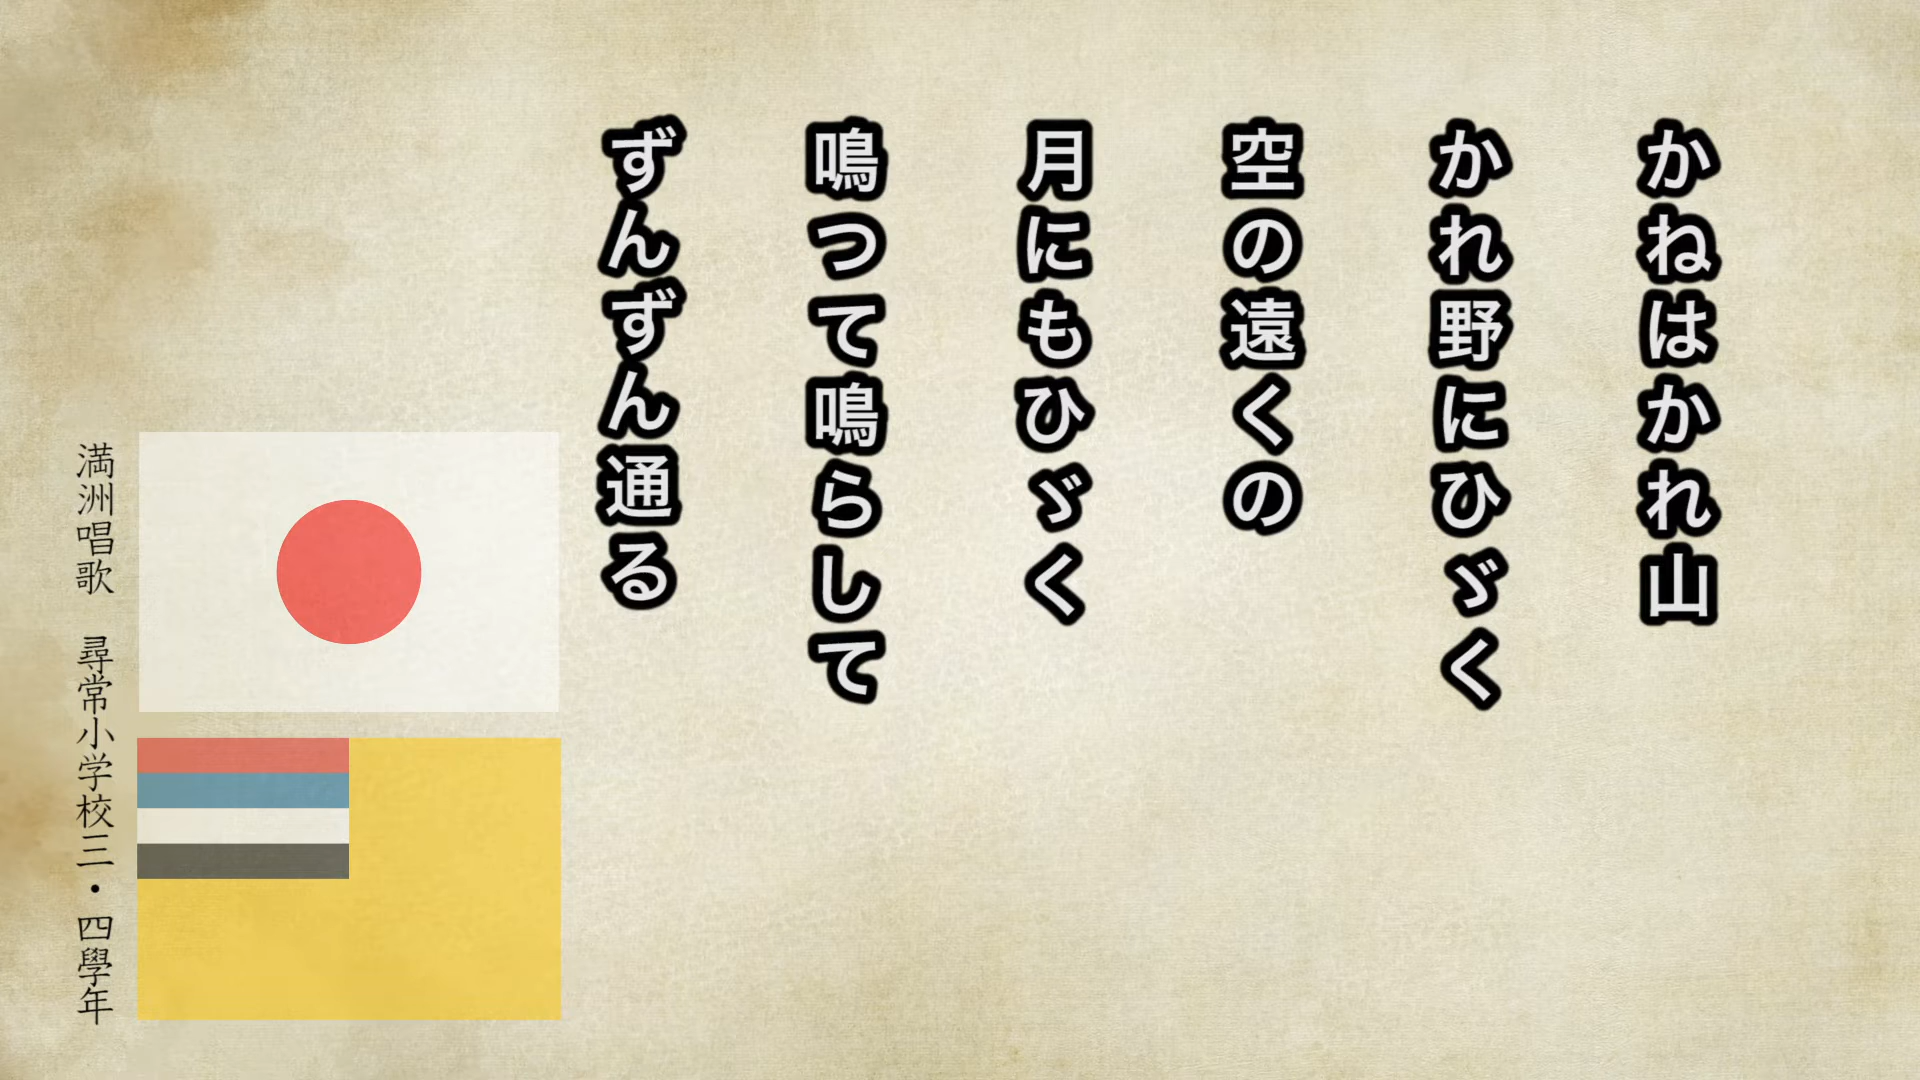 かねはかれ山
かれ野にひゞく
空の遠くの
月にもひゞく
鳴つて鳴らして
ずんずん通る
満洲唱歌　尋常小学校三・四學年